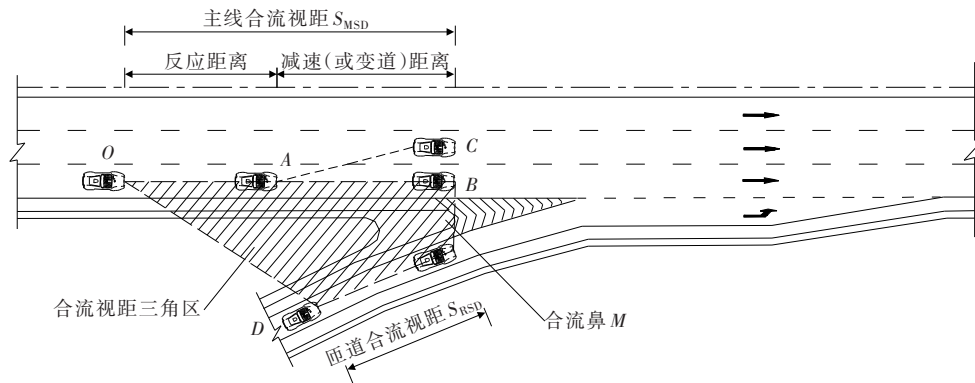 主线合流视距 S_MSD
反应距离
减速(或变道)距离
O
A
C
B
合流视距三角区
D
匝道合流视距 S_RSD
合流鼻 M